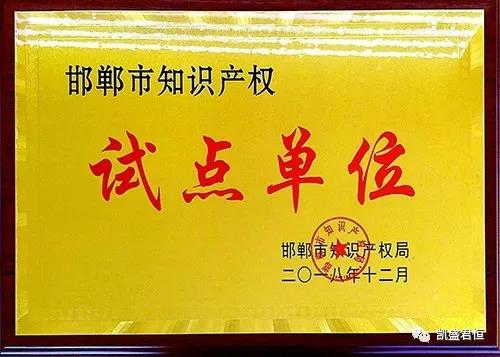 邯郸市知识产权
试点单位
邯郸市知识产权局
二〇一八年十二月
凯盛君恒